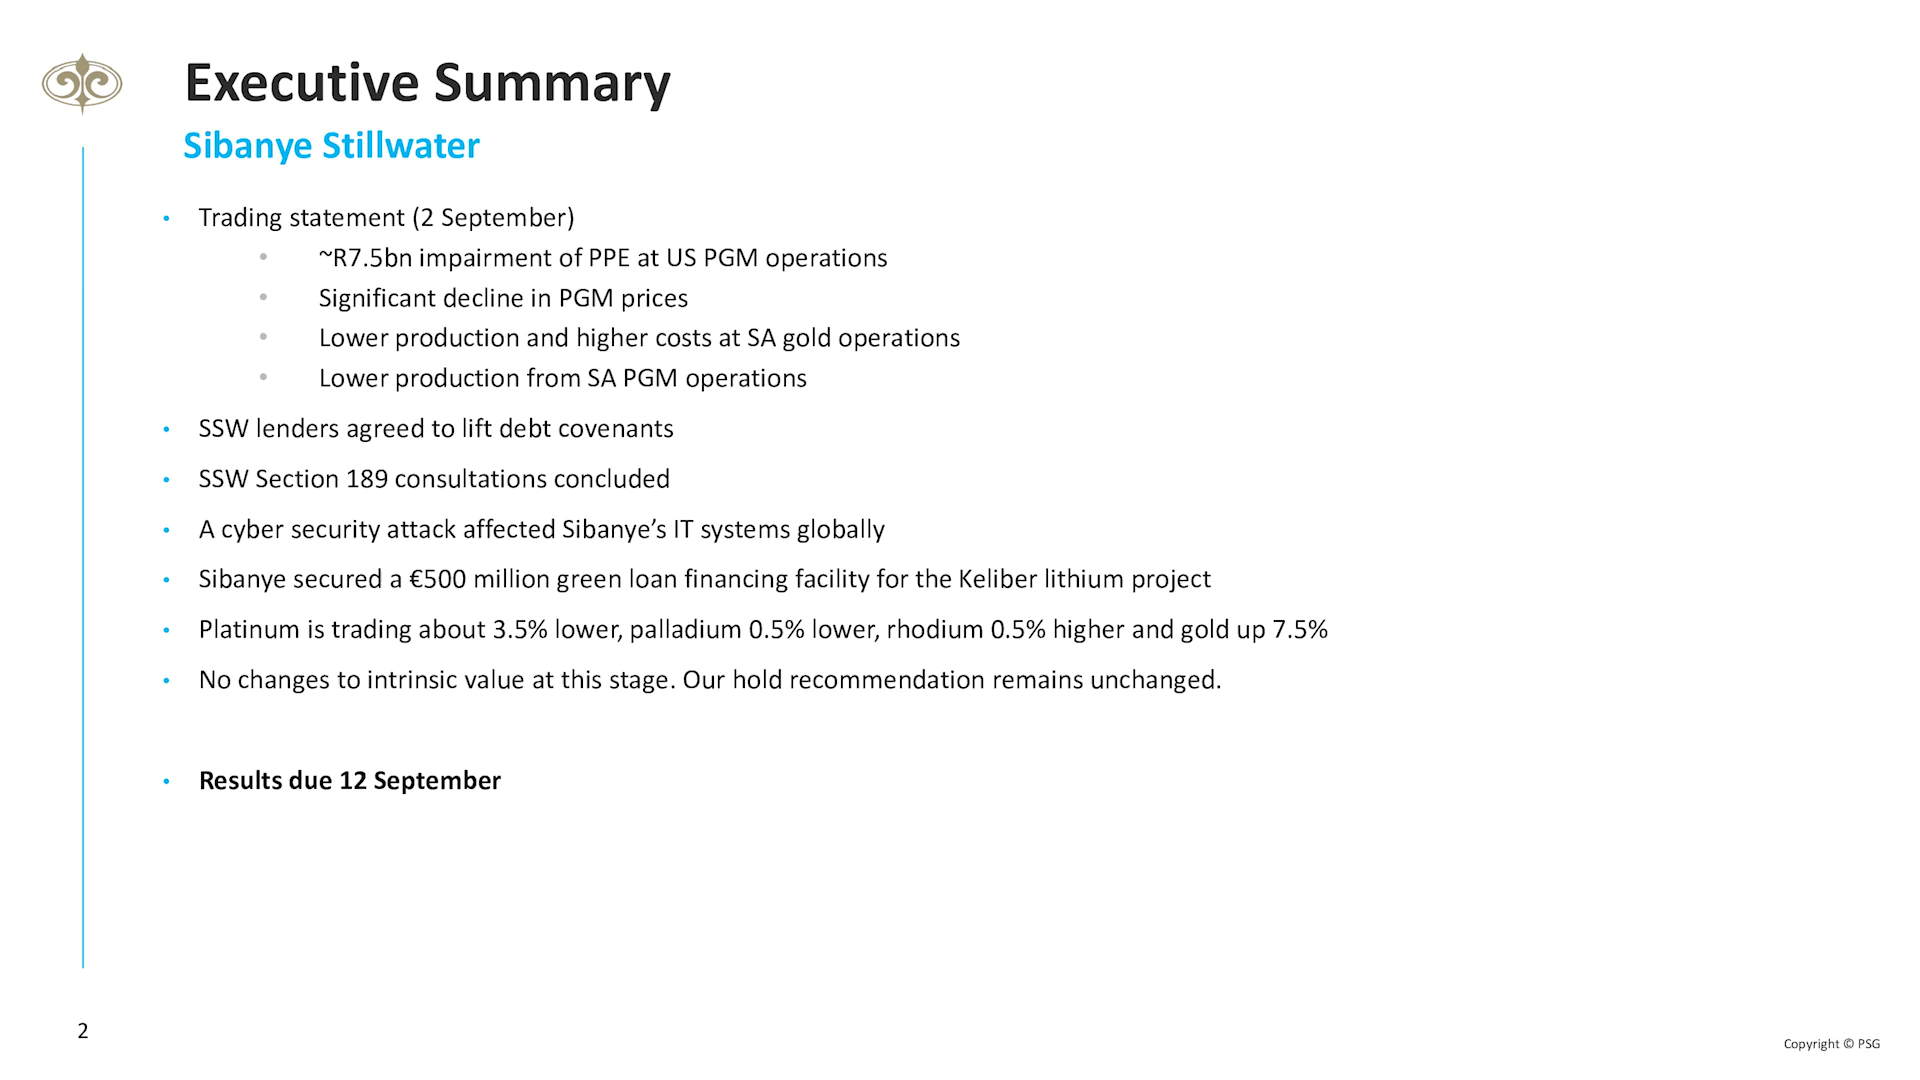 Executive Summary
Sibanye Stillwater
• Trading statement (2 September)
• ~R7.5bn impairment of PPE at US PGM operations
• Significant decline in PGM prices
• Lower production and higher costs at SA gold operations
• Lower production from SA PGM operations
• SSW lenders agreed to lift debt covenants
• SSW Section 189 consultations concluded
• A cyber security attack affected Sibanye’s IT systems globally
• Sibanye secured a €500 million green loan financing facility for the Keliber lithium project
• Platinum is trading about 3.5% lower, palladium 0.5% lower, rhodium 0.5% higher and gold up 7.5%
• No changes to intrinsic value at this stage. Our hold recommendation remains unchanged.
• Results due 12 September
2
Copyright © PSG